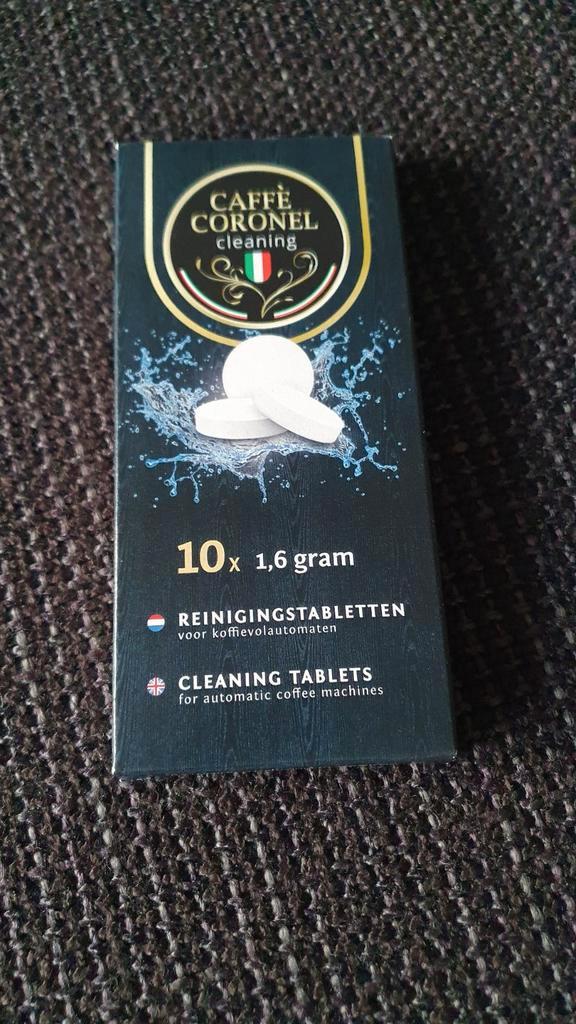 CAFFÈ
CORONEL
cleaning
10x 1,6 gram
REINIGINGSTABLETTEN
voor koffievolautomaten
CLEANING TABLETS
for automatic coffee machines